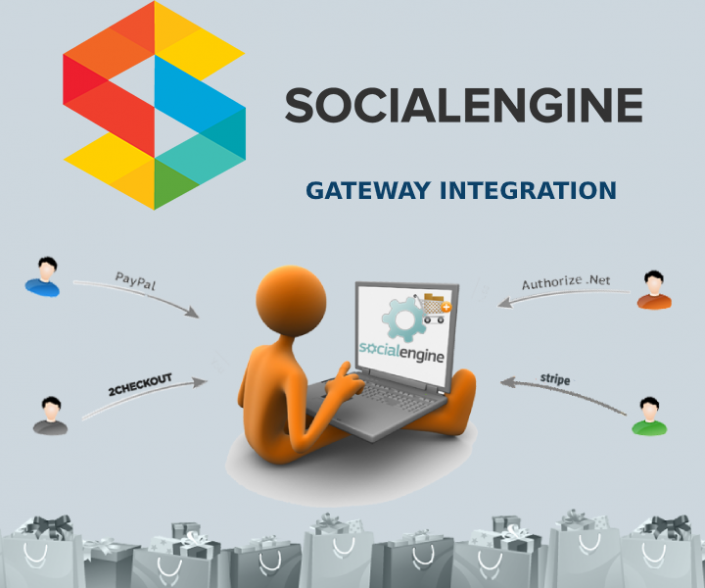 SOCIALENGINE
GATEWAY INTEGRATION
PayPal
Authorize .Net
socialengine
2CHECKOUT
stripe